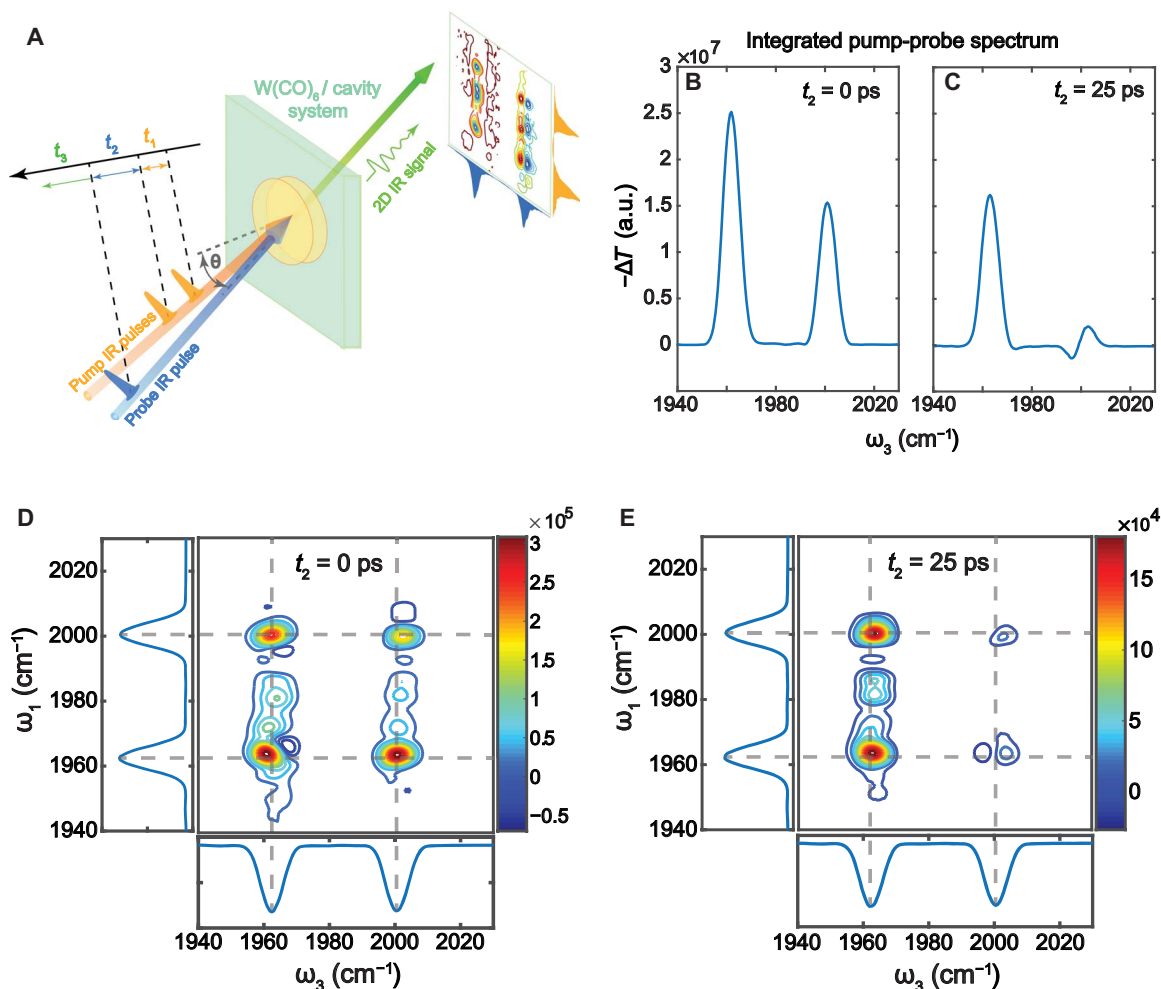 A
W(CO)₆ / cavity
system
t₃
t₂
t₁
θ
2D IR signal
Pump IR pulses
Probe IR pulse
Integrated pump-probe spectrum
×10⁷
3
2.5
2
1.5
1
0.5
0
−0.5
−ΔT (a.u.)
B
t₂ = 0 ps
C
t₂ = 25 ps
1940 1980 2020 1940 1980 2020
ω₃ (cm⁻¹)
D
×10⁵
t₂ = 0 ps
2020
2000
1980
1960
1940
ω₁ (cm⁻¹)
3
2.5
2
1.5
1
0.5
0
−0.5
1940 1960 1980 2000 2020
ω₃ (cm⁻¹)
E
×10⁴
t₂ = 25 ps
2020
2000
1980
1960
1940
ω₁ (cm⁻¹)
15
10
5
0
1940 1960 1980 2000 2020
ω₃ (cm⁻¹)